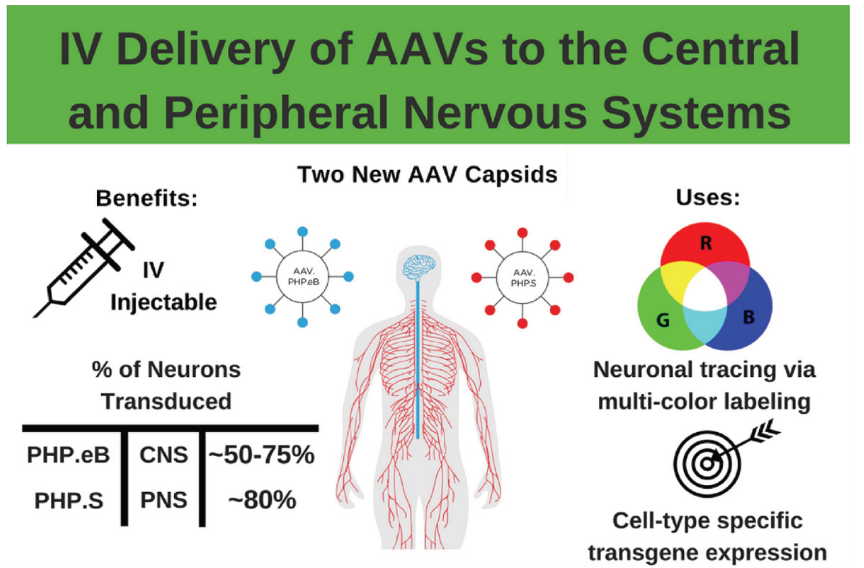 IV Delivery of AAVs to the Central
and Peripheral Nervous Systems
Two New AAV Capsids
Benefits:
IV
Injectable
% of Neurons
Transduced
PHP.eB CNS ~50-75%
PHP.S PNS ~80%
AAV.
PHP.eB
AAV.
PHP.S
Uses:
R
G B
Neuronal tracing via
multi-color labeling
Cell-type specific
transgene expression